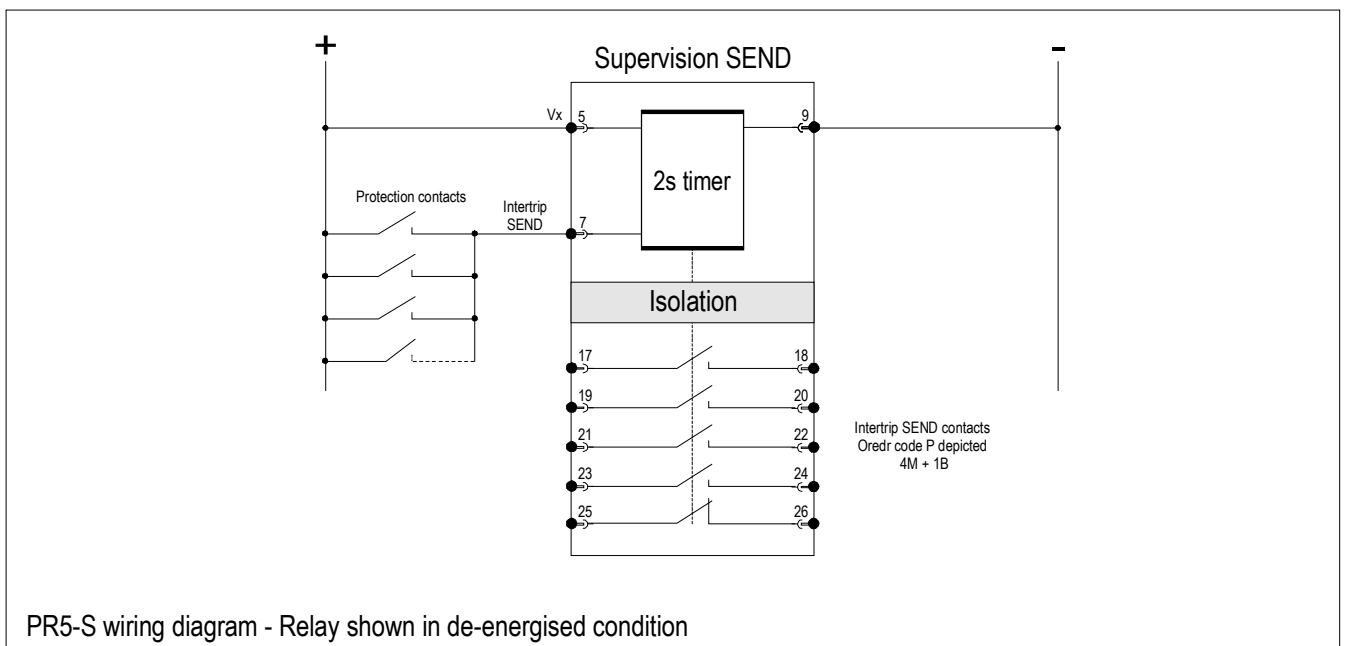 +
-
Supervision SEND
Vx
5
9
2s timer
Protection contacts
Intertrip
SEND
7
Isolation
17
18
19
20
21
22
23
24
25
26
Intertrip SEND contacts
Oredr code P depicted
4M + 1B
PR5-S wiring diagram - Relay shown in de-energised condition